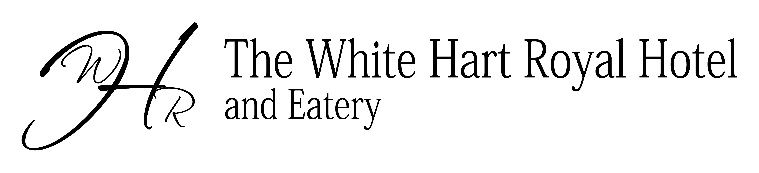 WHR
The White Hart Royal Hotel
and Eatery